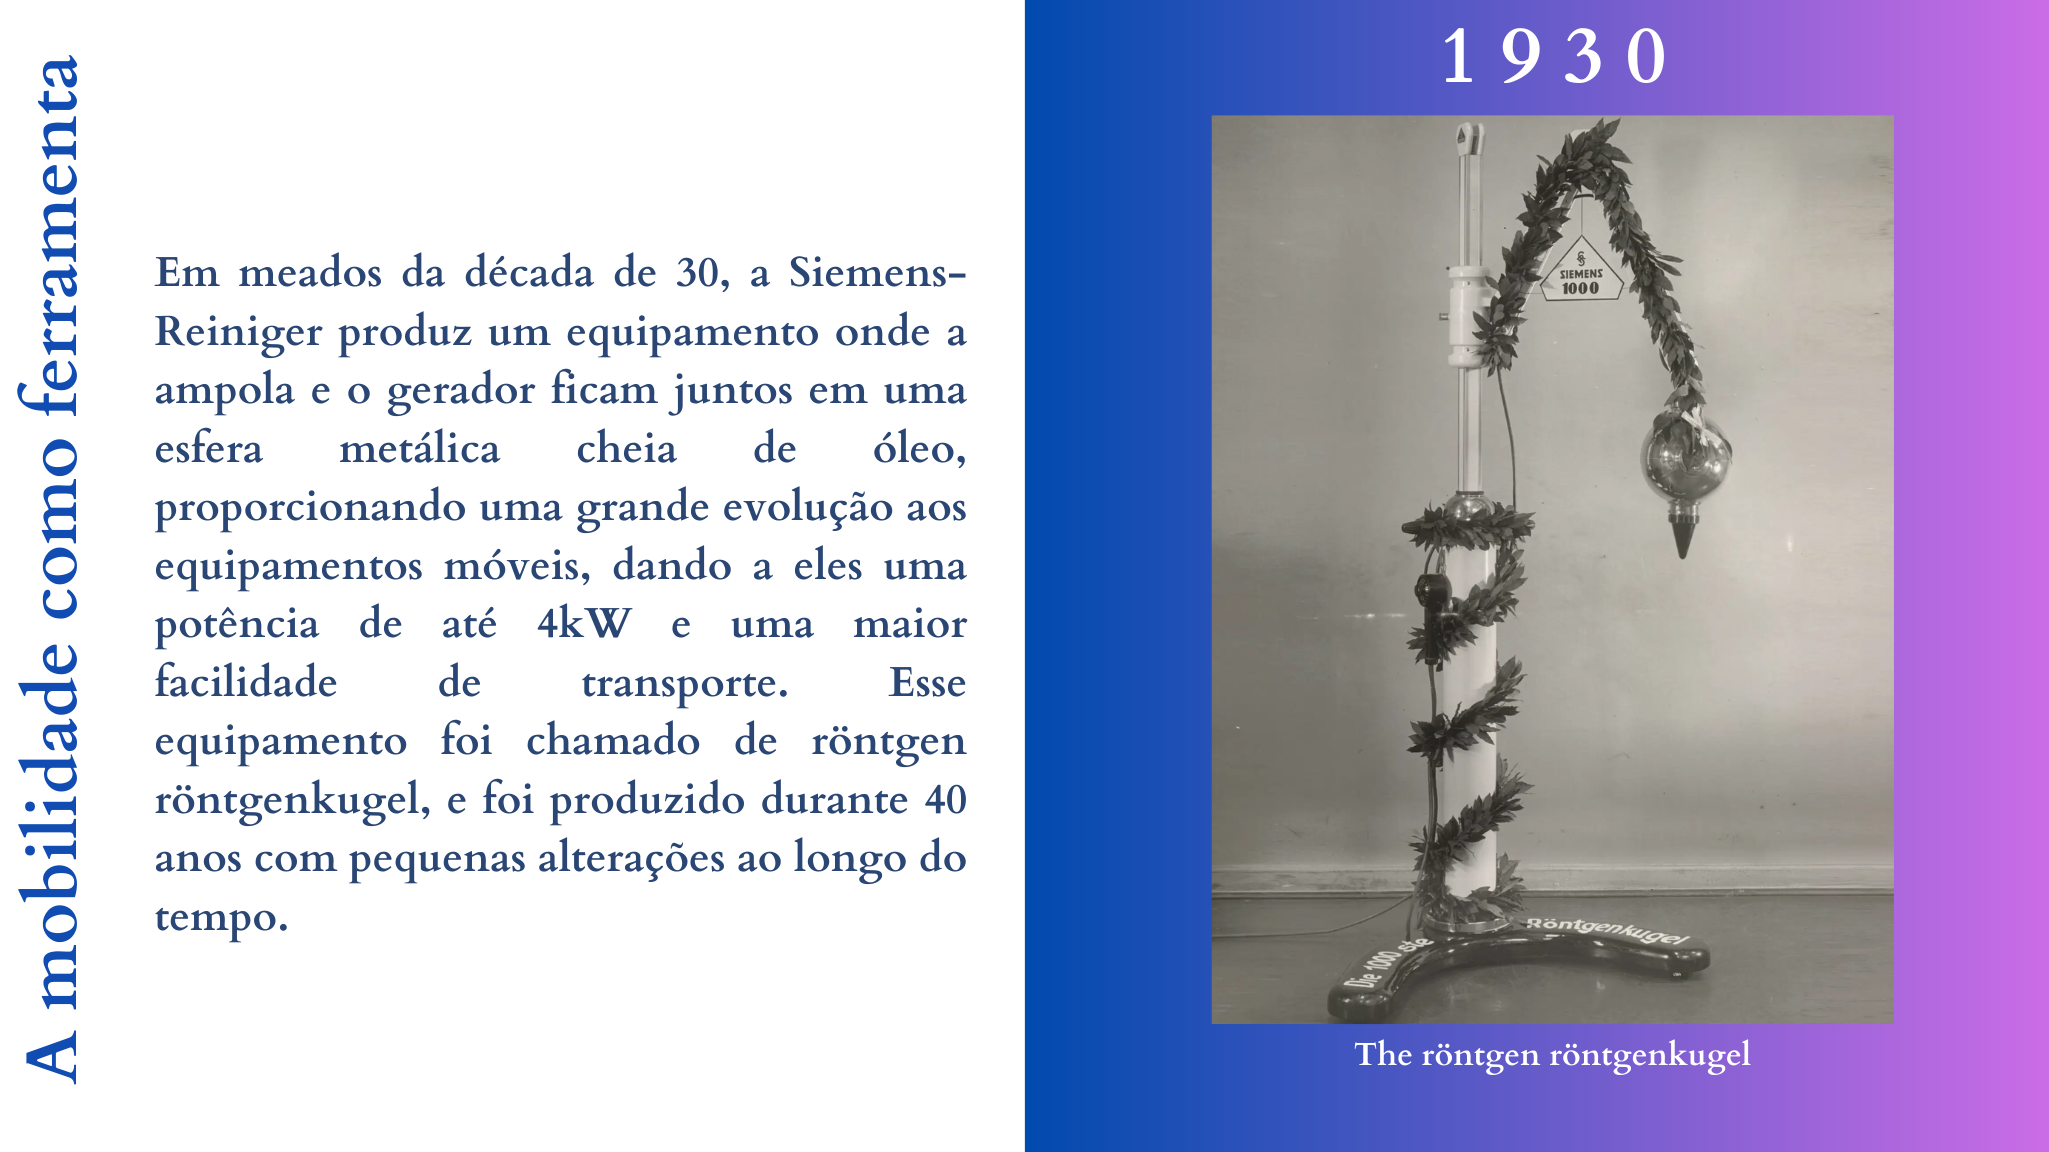 A mobilidade como ferramenta
Em meados da década de 30, a Siemens-
Reiniger produz um equipamento onde a
ampola e o gerador ficam juntos em uma
esfera metálica cheia de óleo,
proporcionando uma grande evolução aos
equipamentos móveis, dando a eles uma
potência de até 4kW e uma maior
facilidade de transporte. Esse
equipamento foi chamado de röntgen
röntgenkugel, e foi produzido durante 40
anos com pequenas alterações ao longo do
tempo.
1930
SIEMENS
1000
Die 1000 ste
Röntgenkugel
The röntgen röntgenkugel